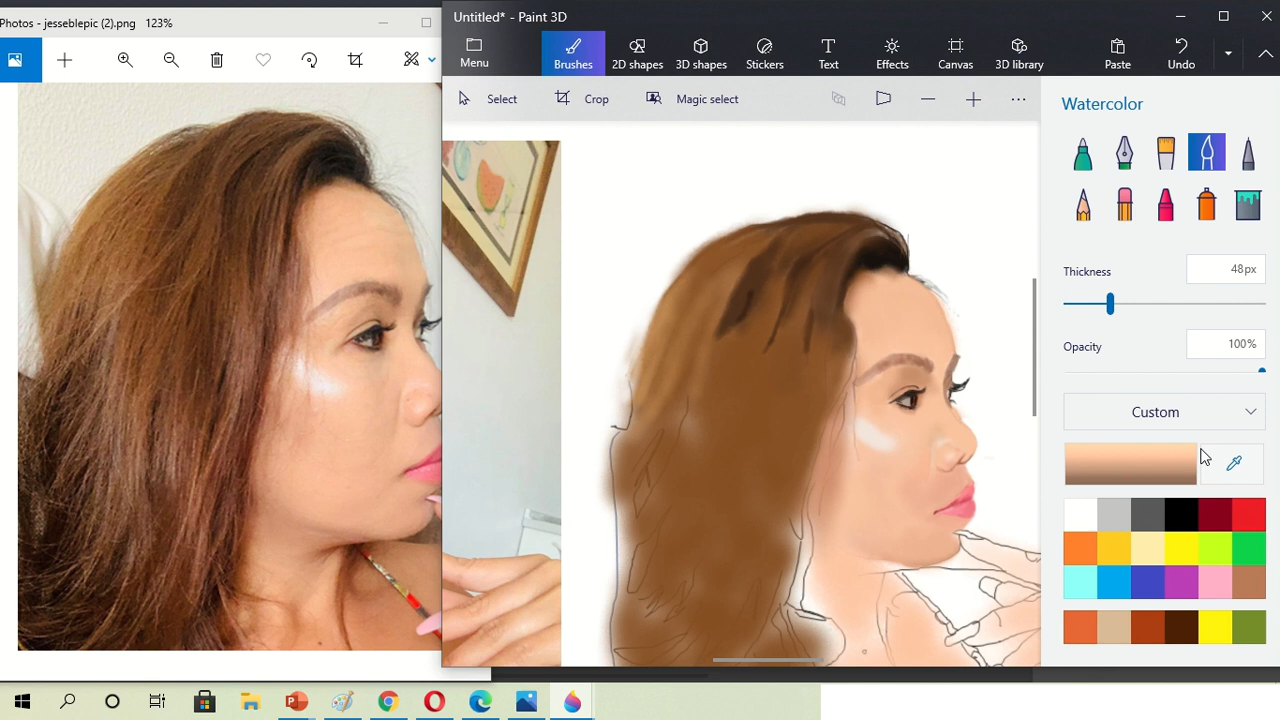 Photos - jesseblepic (2).png 123%
Untitled* - Paint 3D
Menu
Brushes
2D shapes
3D shapes
Stickers
Text
Effects
Canvas
3D library
Paste
Undo
Select
Crop
Magic select
Watercolor
Thickness
48px
Opacity
100%
Custom